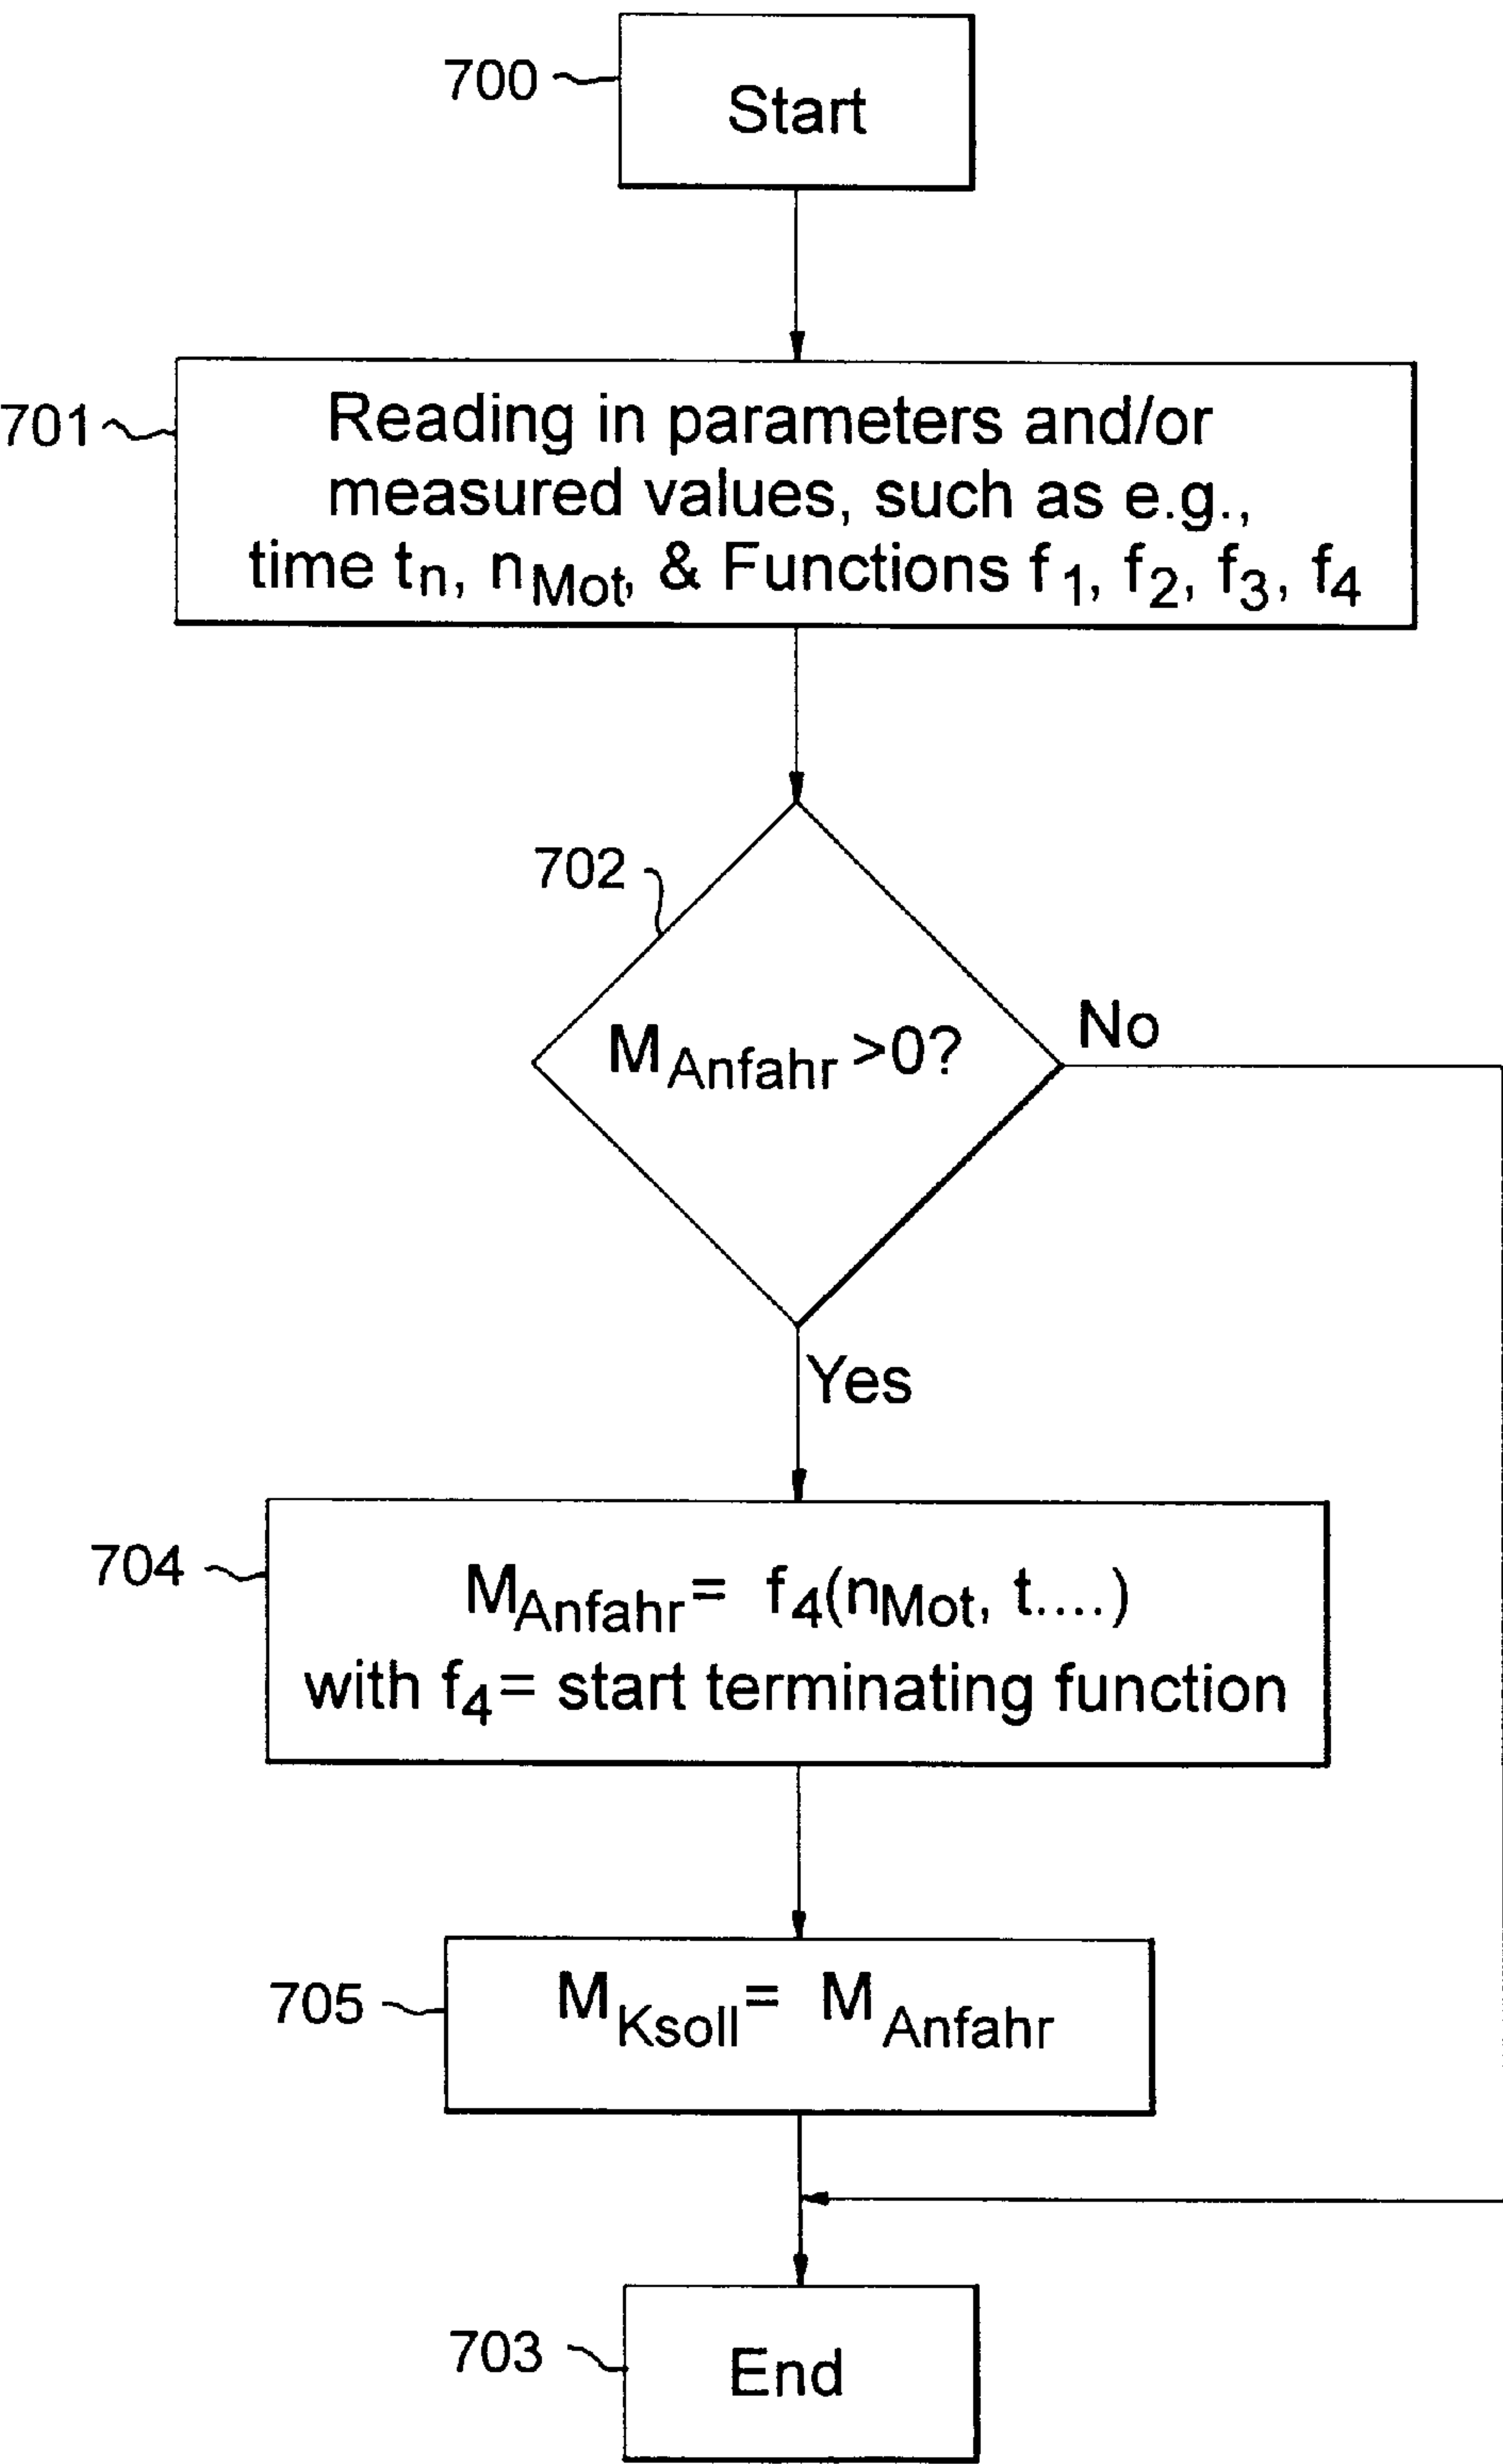 700
Start
701
Reading in parameters and/or
measured values, such as e.g.,
time tn, nMot, & Functions f1, f2, f3, f4
702
MAnfahr >0?
No
Yes
704
MAnfahr = f4(nMot, t....)
with f4 = start terminating function
705
MKsoll = MAnfahr
703
End